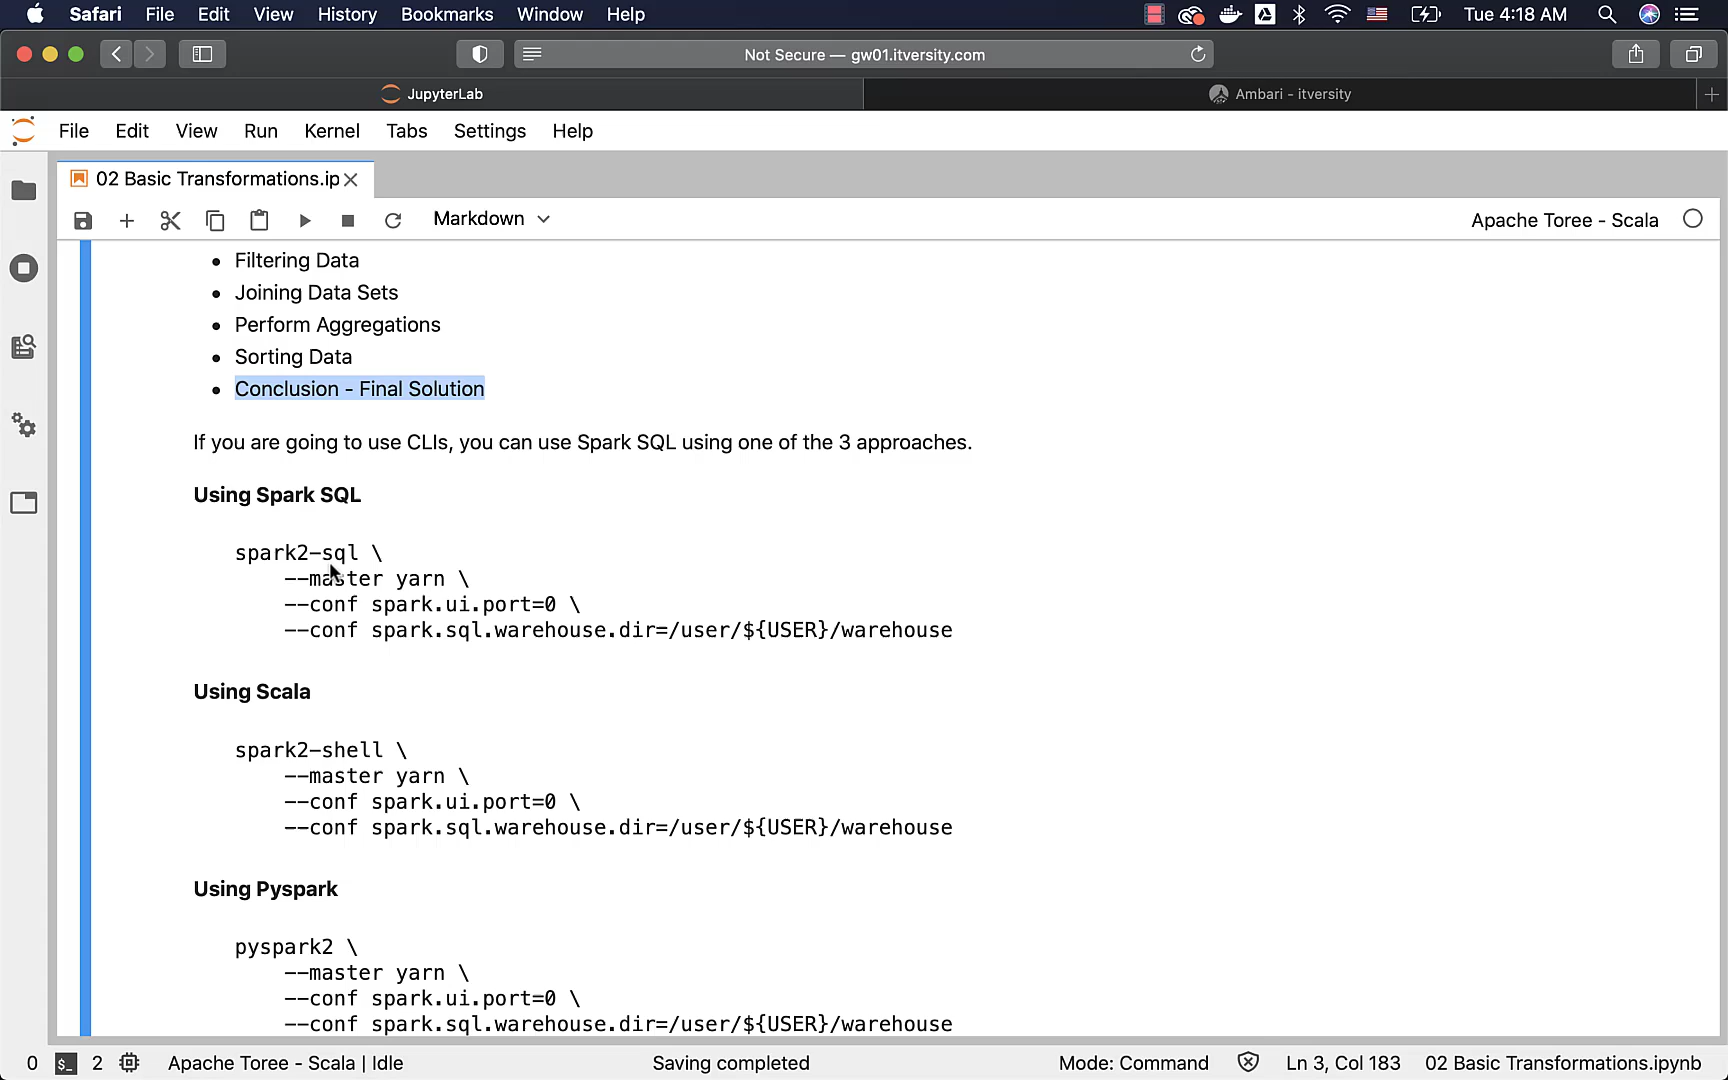 Safari File Edit View History Bookmarks Window Help Tue 4:18 AM
Not Secure — gw01.itversity.com
JupyterLab Ambari - itversity
File Edit View Run Kernel Tabs Settings Help
02 Basic Transformations.ip
Markdown Apache Toree - Scala
• Filtering Data
• Joining Data Sets
• Perform Aggregations
• Sorting Data
• Conclusion - Final Solution
If you are going to use CLIs, you can use Spark SQL using one of the 3 approaches.
Using Spark SQL
spark2-sql \
--master yarn \
--conf spark.ui.port=0 \
--conf spark.sql.warehouse.dir=/user/${USER}/warehouse
Using Scala
spark2-shell \
--master yarn \
--conf spark.ui.port=0 \
--conf spark.sql.warehouse.dir=/user/${USER}/warehouse
Using Pyspark
pyspark2 \
--master yarn \
--conf spark.ui.port=0 \
--conf spark.sql.warehouse.dir=/user/${USER}/warehouse
0 $_ 2 Apache Toree - Scala | Idle Saving completed Mode: Command Ln 3, Col 183 02 Basic Transformations.ipynb